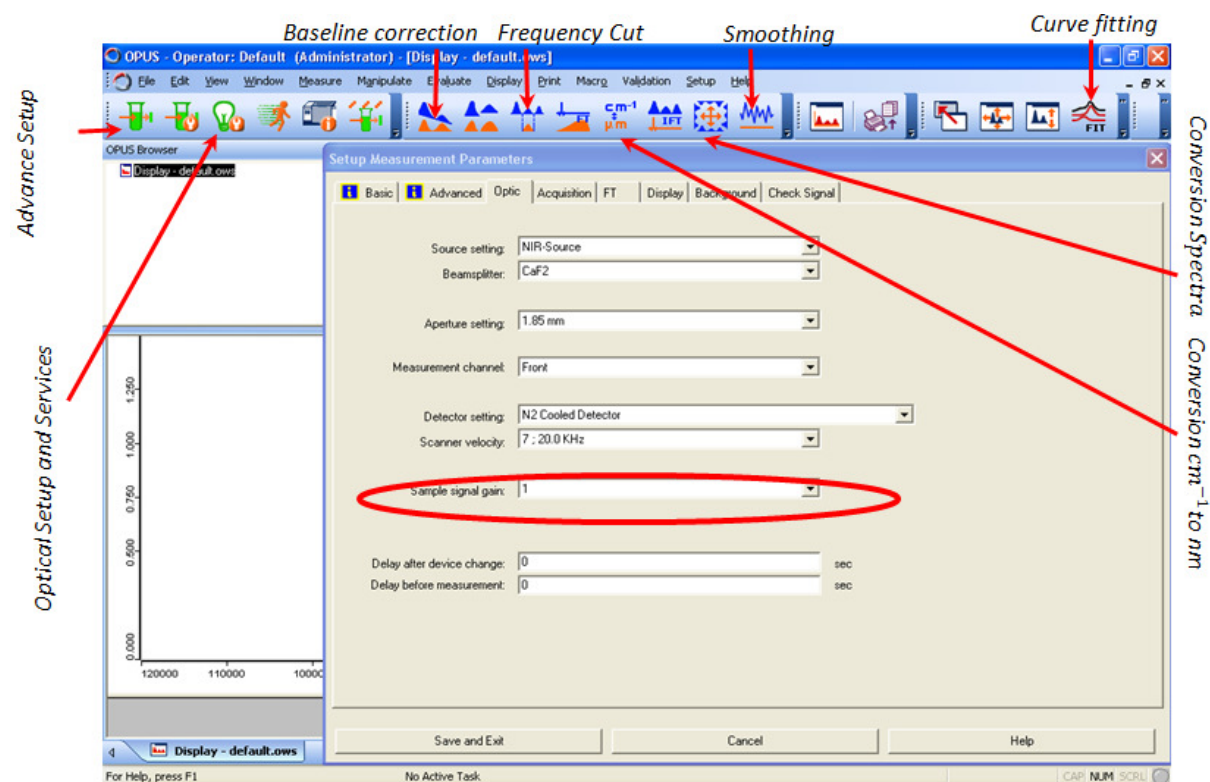 Baseline correction Frequency Cut Smoothing Curve fitting
OPUS - Operator: Default (Administrator) - [Display - default.ows]
File Edit View Window Measure Manipulate Evaluate Display Print Macro Validation Setup Help
cm-1
µm
IFT
FIT
Advance Setup
Optical Setup and Services
Conversion Spectra
Conversion cm⁻¹ to nm
OPUS Browser
Display - default.ows
Setup Measurement Parameters
Basic Advanced Optic Acquisition FT Display Background Check Signal
Source setting: NIR-Source
Beamsplitter: CaF2
Aperture setting: 1.85 mm
Measurement channel: Front
Detector setting: N2 Cooled Detector
Scanner velocity: 7 ; 20.0 KHz
Sample signal gain: 1
Delay after device change: 0 sec
Delay before measurement: 0 sec
1.250
1.000
0.750
0.500
0.000
120000 110000 10000
Save and Exit Cancel Help
Display - default.ows
For Help, press F1 No Active Task CAP NUM SCRL